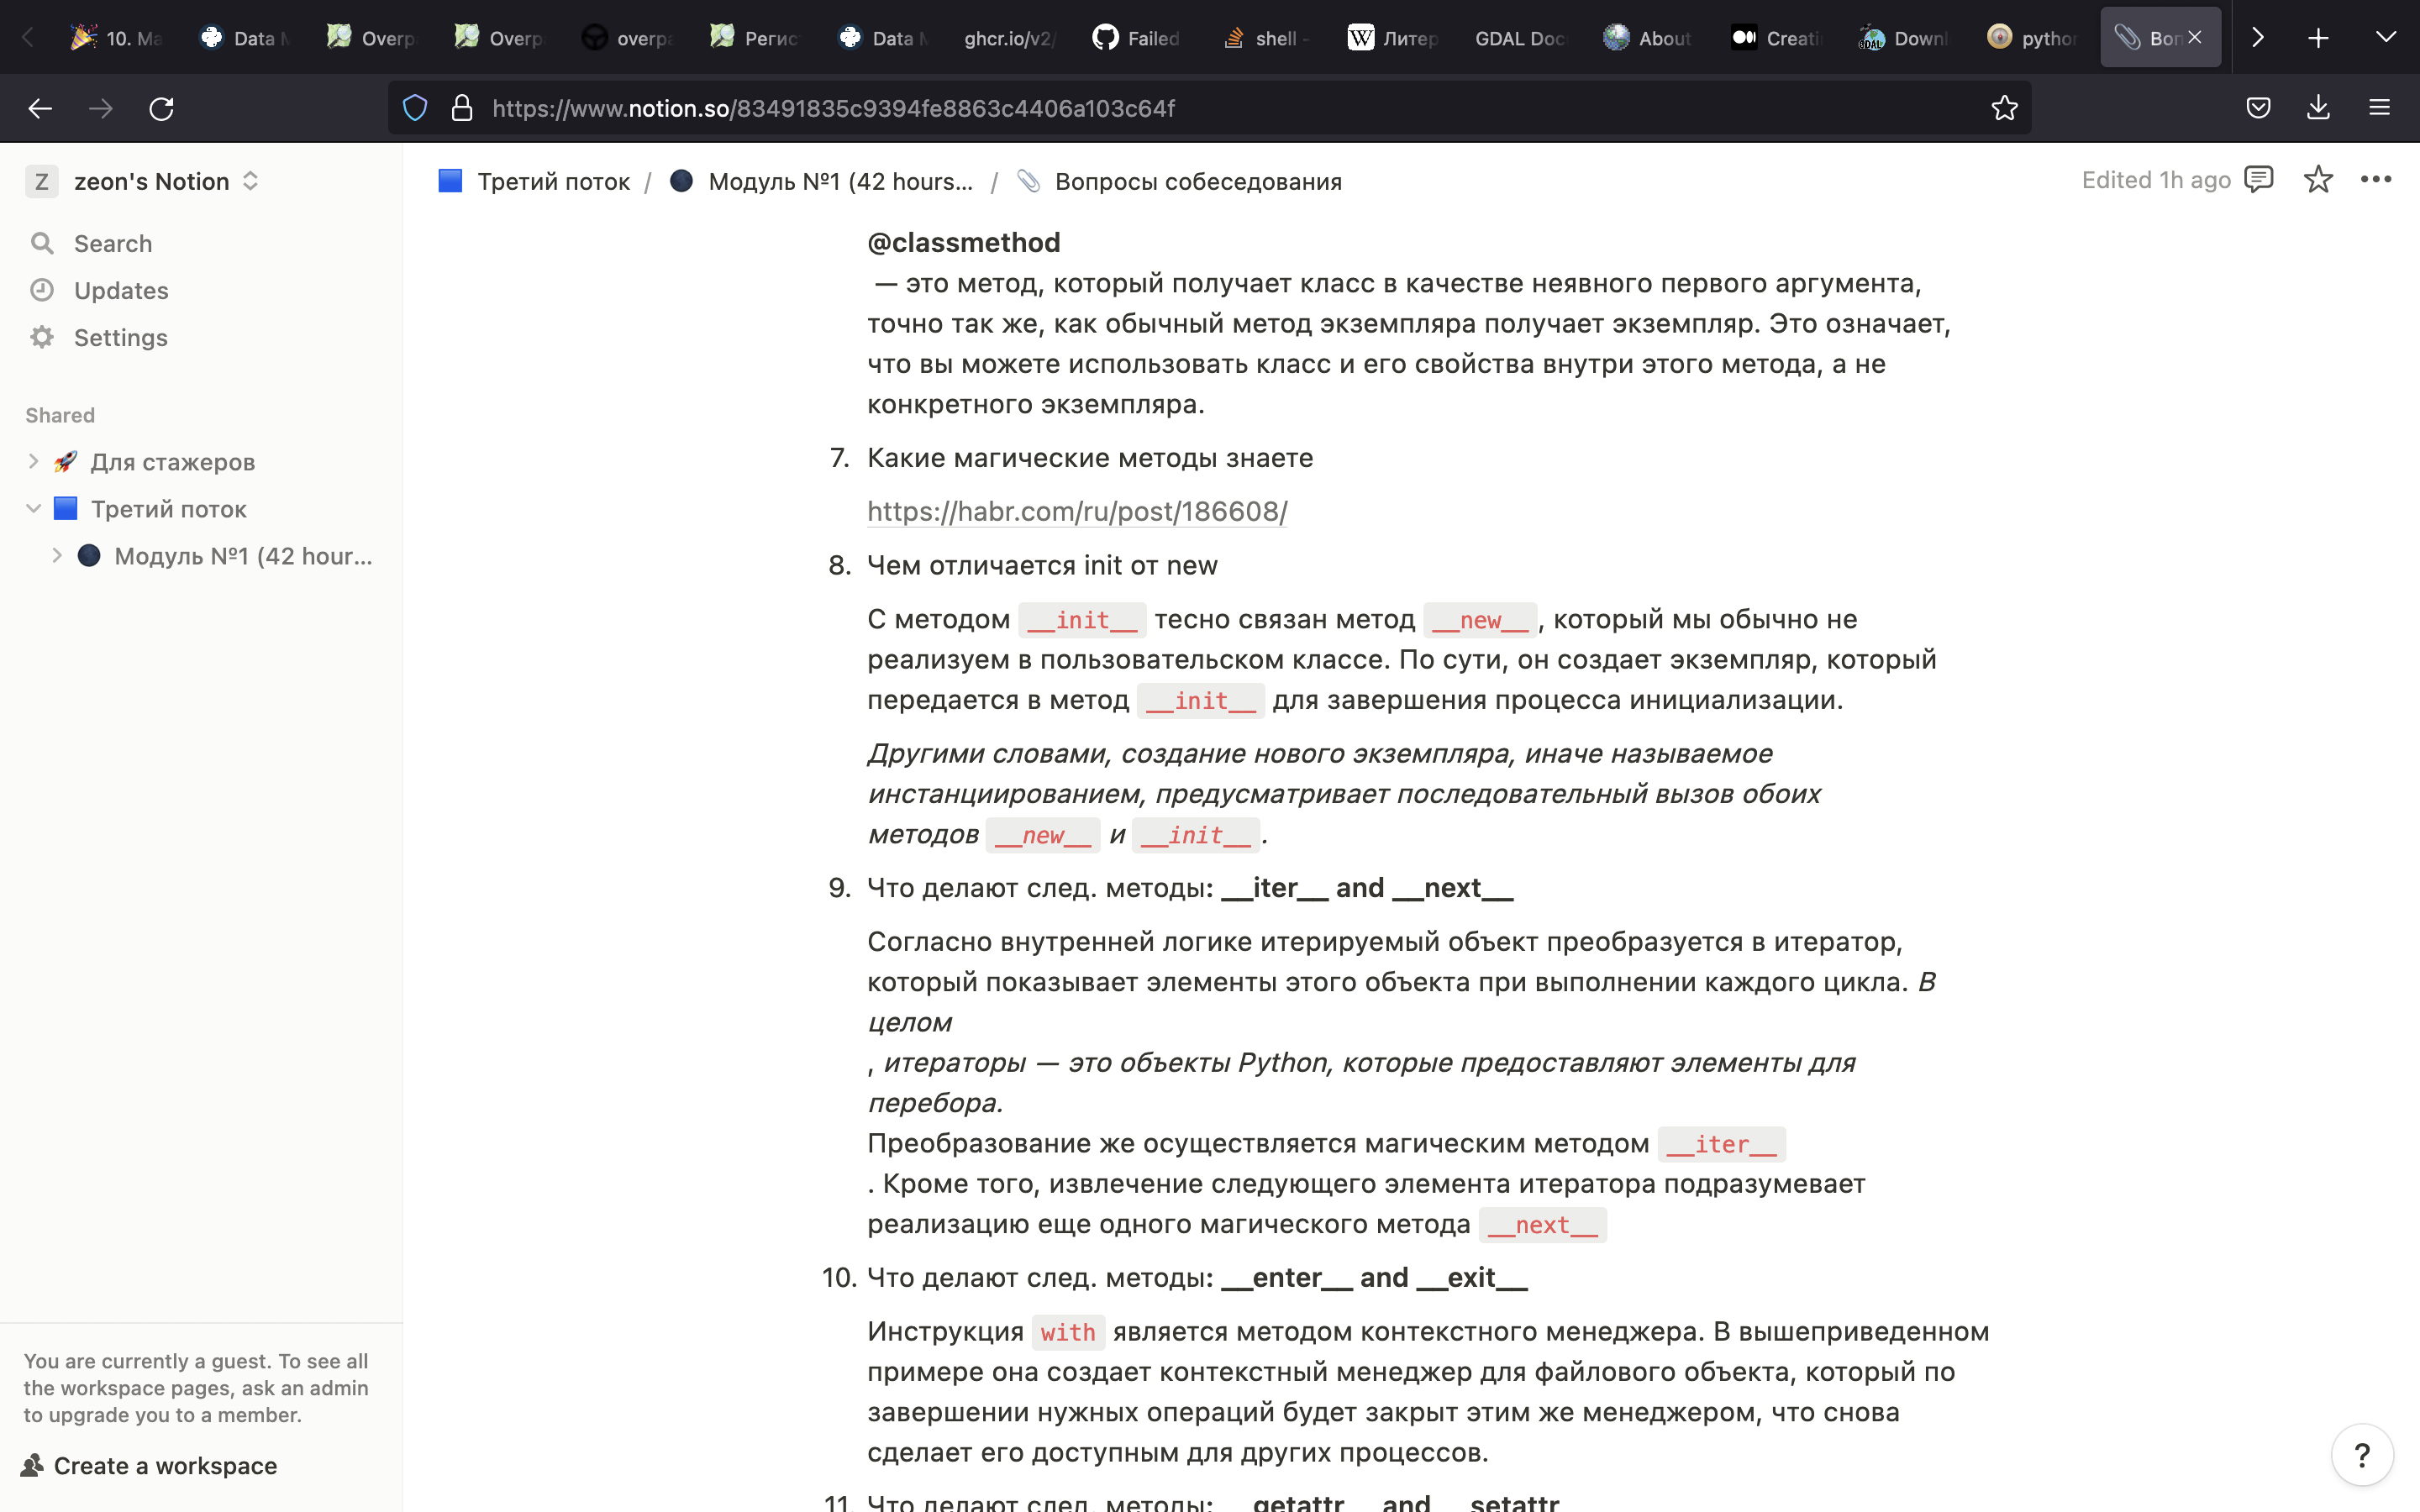 10. Ma
Data M
Overp
Overp
overpa
Регис
Data M
ghcr.io/v2/
Failed
shell -
W Литер
GDAL Doc
About
Creati
Downl
python
Воп
https://www.notion.so/83491835c9394fe8863c4406a103c64f
Z zeon's Notion
Третий поток / Модуль №1 (42 hours... / Вопросы собеседования
Edited 1h ago
Search
Updates
Settings
Shared
Для стажеров
Третий поток
Модуль №1 (42 hour...
You are currently a guest. To see all
the workspace pages, ask an admin
to upgrade you to a member.
Create a workspace
@classmethod
— это метод, который получает класс в качестве неявного первого аргумента,
точно так же, как обычный метод экземпляра получает экземпляр. Это означает,
что вы можете использовать класс и его свойства внутри этого метода, а не
конкретного экземпляра.
7. Какие магические методы знаете
https://habr.com/ru/post/186608/
8. Чем отличается init от new
С методом __init__ тесно связан метод __new__, который мы обычно не
реализуем в пользовательском классе. По сути, он создает экземпляр, который
передается в метод __init__ для завершения процесса инициализации.
Другими словами, создание нового экземпляра, иначе называемое
инстанциированием, предусматривает последовательный вызов обоих
методов __new__ и __init__.
9. Что делают след. методы: __iter__ and __next__
Согласно внутренней логике итерируемый объект преобразуется в итератор,
который показывает элементы этого объекта при выполнении каждого цикла. В
целом
, итераторы — это объекты Python, которые предоставляют элементы для
перебора.
Преобразование же осуществляется магическим методом __iter__
. Кроме того, извлечение следующего элемента итератора подразумевает
реализацию еще одного магического метода __next__
10. Что делают след. методы: __enter__ and __exit__
Инструкция with является методом контекстного менеджера. В вышеприведенном
примере она создает контекстный менеджер для файлового объекта, который по
завершении нужных операций будет закрыт этим же менеджером, что снова
сделает его доступным для других процессов.
11. Что делают след. методы: __getattr__ and __setattr__
?